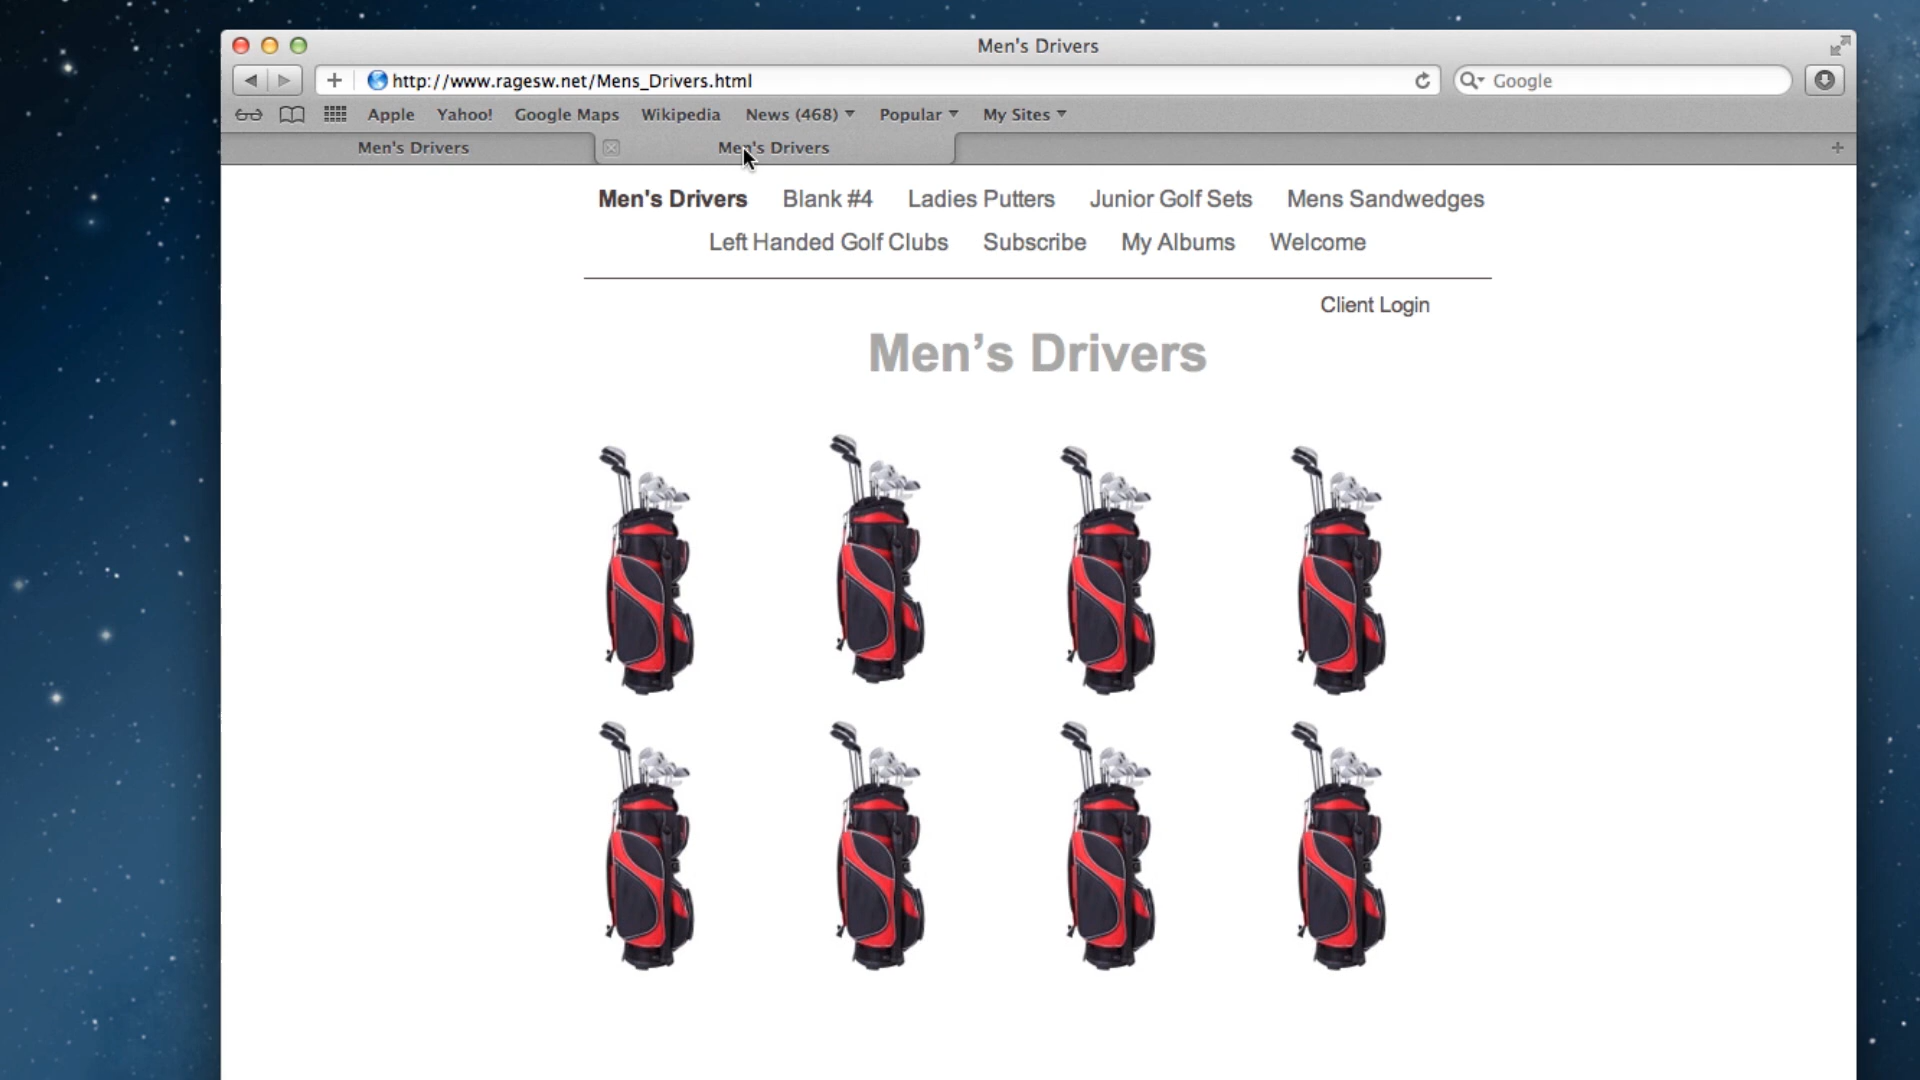 Men's Drivers
http://www.ragesw.net/Mens_Drivers.html
Google
Apple Yahoo! Google Maps Wikipedia News (468) Popular My Sites
Men's Drivers Men's Drivers
Men's Drivers Blank #4 Ladies Putters Junior Golf Sets Mens Sandwedges
Left Handed Golf Clubs Subscribe My Albums Welcome
Client Login
Men’s Drivers